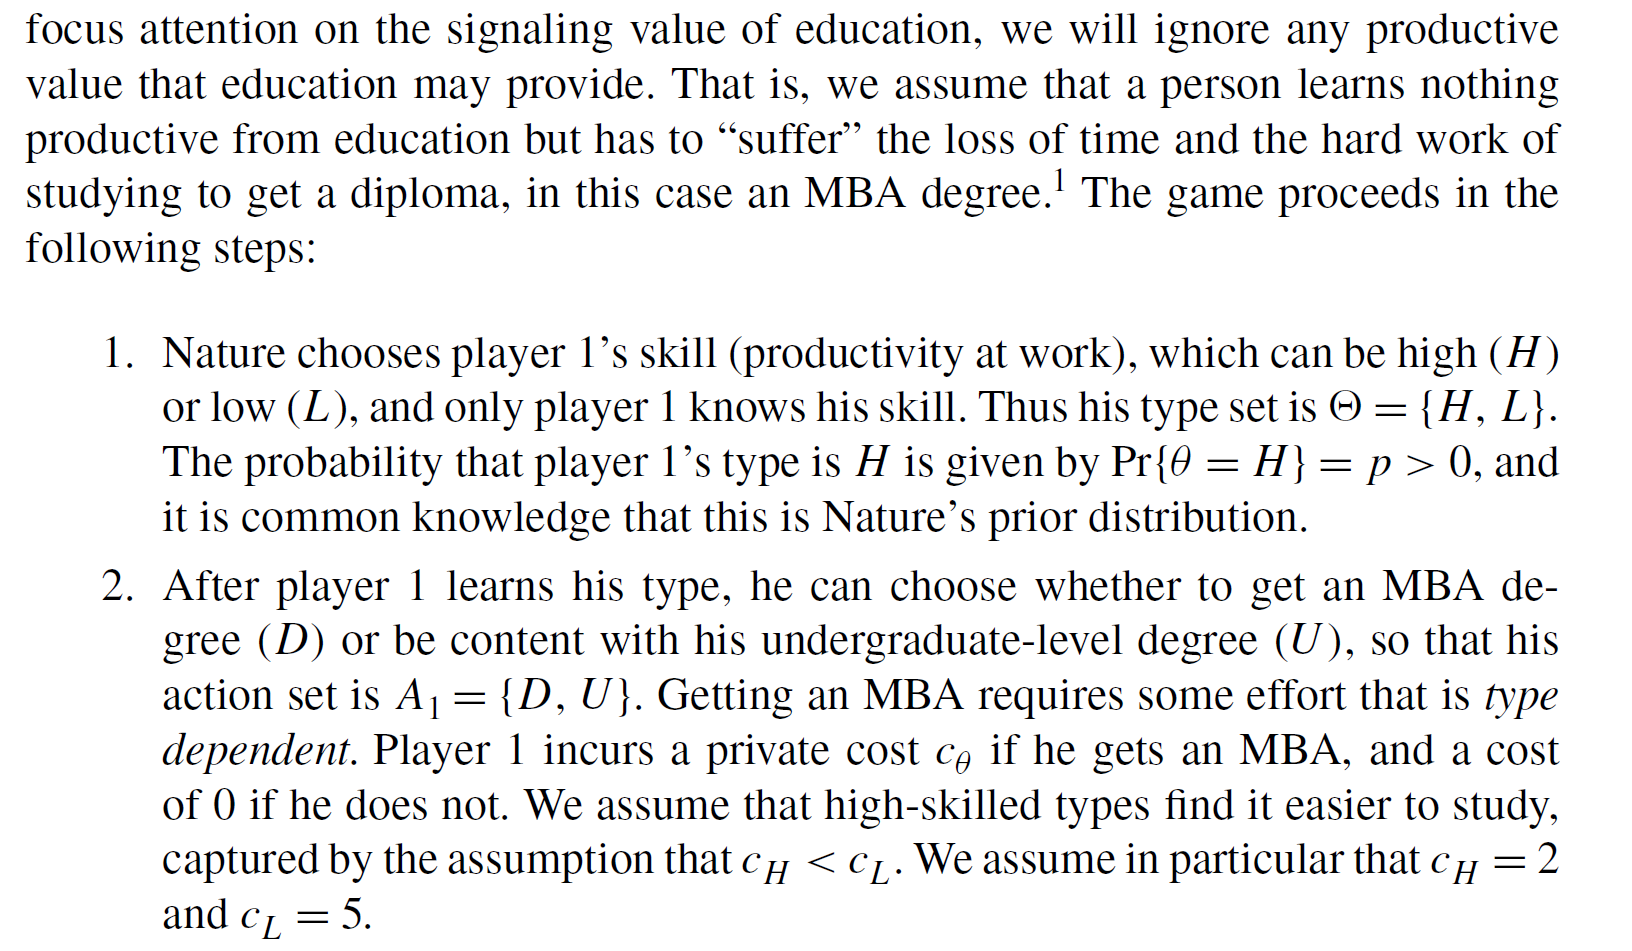 focus attention on the signaling value of education, we will ignore any productive
value that education may provide. That is, we assume that a person learns nothing
productive from education but has to “suffer” the loss of time and the hard work of
studying to get a diploma, in this case an MBA degree.¹ The game proceeds in the
following steps:
1. Nature chooses player 1’s skill (productivity at work), which can be high (H)
or low (L), and only player 1 knows his skill. Thus his type set is Θ = {H, L}.
The probability that player 1’s type is H is given by Pr{θ = H} = p > 0, and
it is common knowledge that this is Nature’s prior distribution.
2. After player 1 learns his type, he can choose whether to get an MBA de-
gree (D) or be content with his undergraduate-level degree (U), so that his
action set is A₁ = {D, U}. Getting an MBA requires some effort that is type
dependent. Player 1 incurs a private cost c_θ if he gets an MBA, and a cost
of 0 if he does not. We assume that high-skilled types find it easier to study,
captured by the assumption that c_H < c_L. We assume in particular that c_H = 2
and c_L = 5.